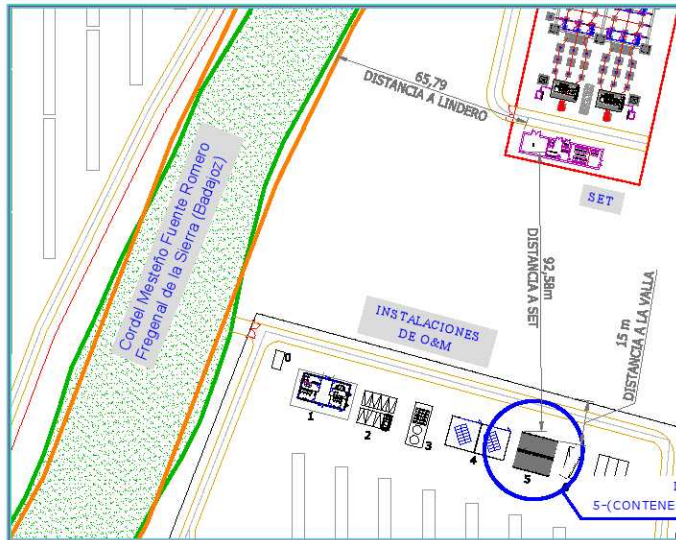 65,79
DISTANCIA A LINDERO
Cordel Mesteño Fuente Romero
Fregenal de la Sierra (Badajoz)
SET
92,58m
DISTANCIA A SET
15 m
DISTANCIA A LA VALLA
INSTALACIONES
DE O&M
0
1
2
3
4
5
6
5-(CONTENE